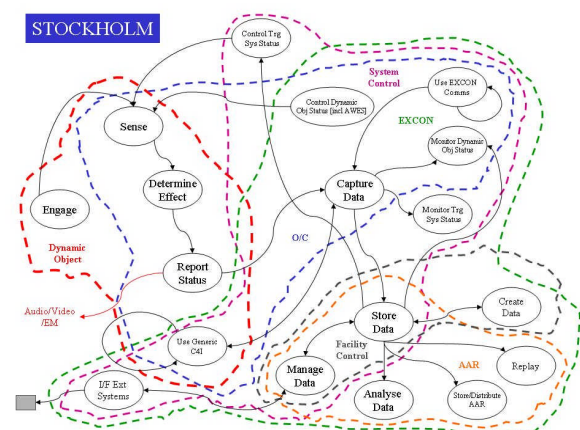 STOCKHOLM
Control Trg
Sys Status
System
Control
Use EXCON
Comms
Control Dynamic
Obj Status [incl AWES]
EXCON
Sense
Monitor Dynamic
Obj Status
Determine
Effect
Capture
Data
Engage
Monitor Trg
Sys Status
Dynamic
Object
O/C
Report
Status
Audio/Video
/EM
Store
Data
Create
Data
Use Generic
C4I
Facility
Control
Manage
Data
AAR
Replay
I/F Ext
Systems
Analyse
Data
Store/Distribute
AAR